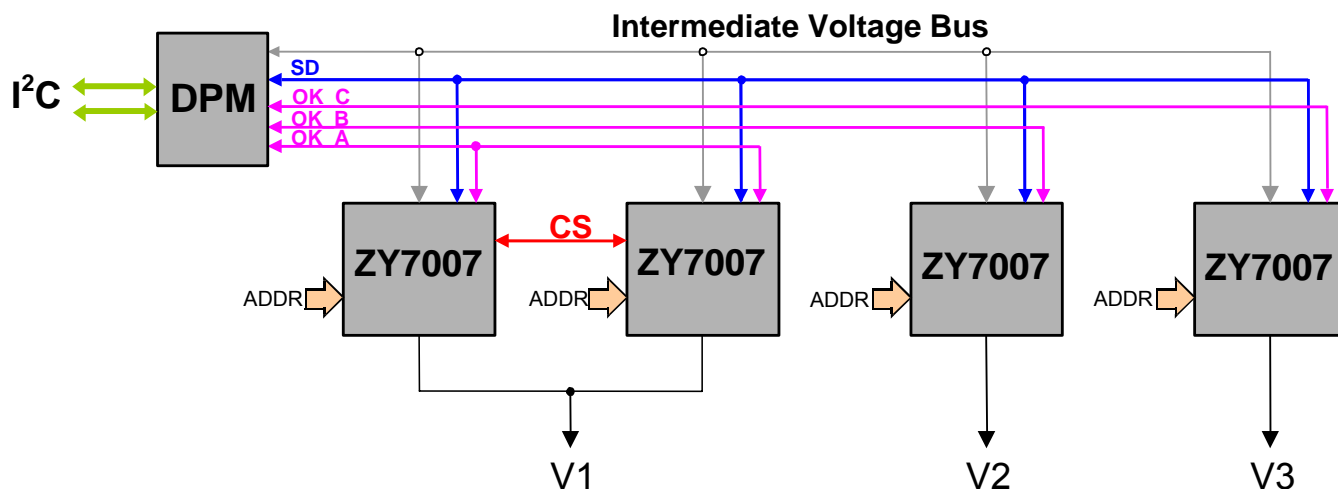 Intermediate Voltage Bus
I²C
DPM
SD
OK_C
OK_B
OK_A
CS
ZY7007
ZY7007
ZY7007
ZY7007
ADDR
ADDR
ADDR
ADDR
V1
V2
V3